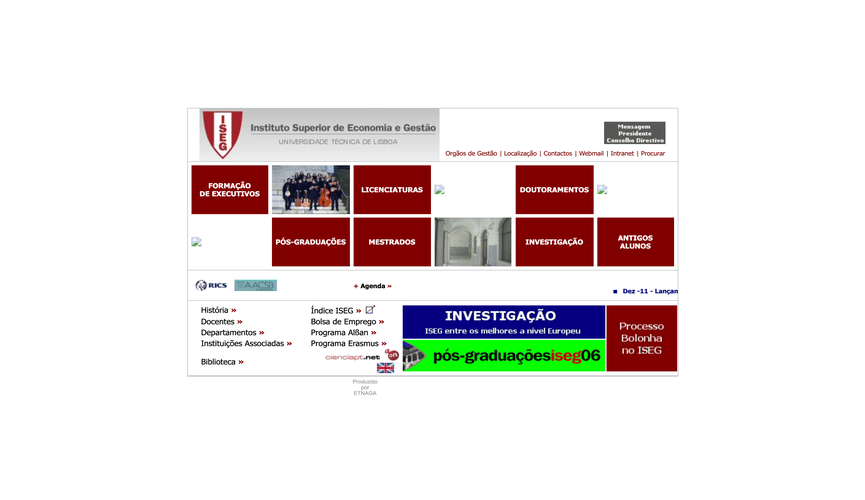 ISEG
Instituto Superior de Economia e Gestão
UNIVERSIDADE TÉCNICA DE LISBOA
Mensagem
Presidente
Conselho Directivo
Orgãos de Gestão | Localização | Contactos | Webmail | Intranet | Procurar
FORMAÇÃO
DE EXECUTIVOS
LICENCIATURAS
DOUTORAMENTOS
PÓS-GRADUAÇÕES
MESTRADOS
INVESTIGAÇÃO
ANTIGOS
ALUNOS
RICS
AACSB
Agenda »
Dez -11 - Lançan
História »
Docentes »
Departamentos »
Instituições Associadas »
Biblioteca »
Índice ISEG »
Bolsa de Emprego »
Programa Alßan »
Programa Erasmus »
cienciapt.net
INVESTIGAÇÃO
ISEG entre os melhores a nível Europeu
pós-graduaçõesiseg06
Processo
Bolonha
no ISEG
Produzido
por
ETNAGA